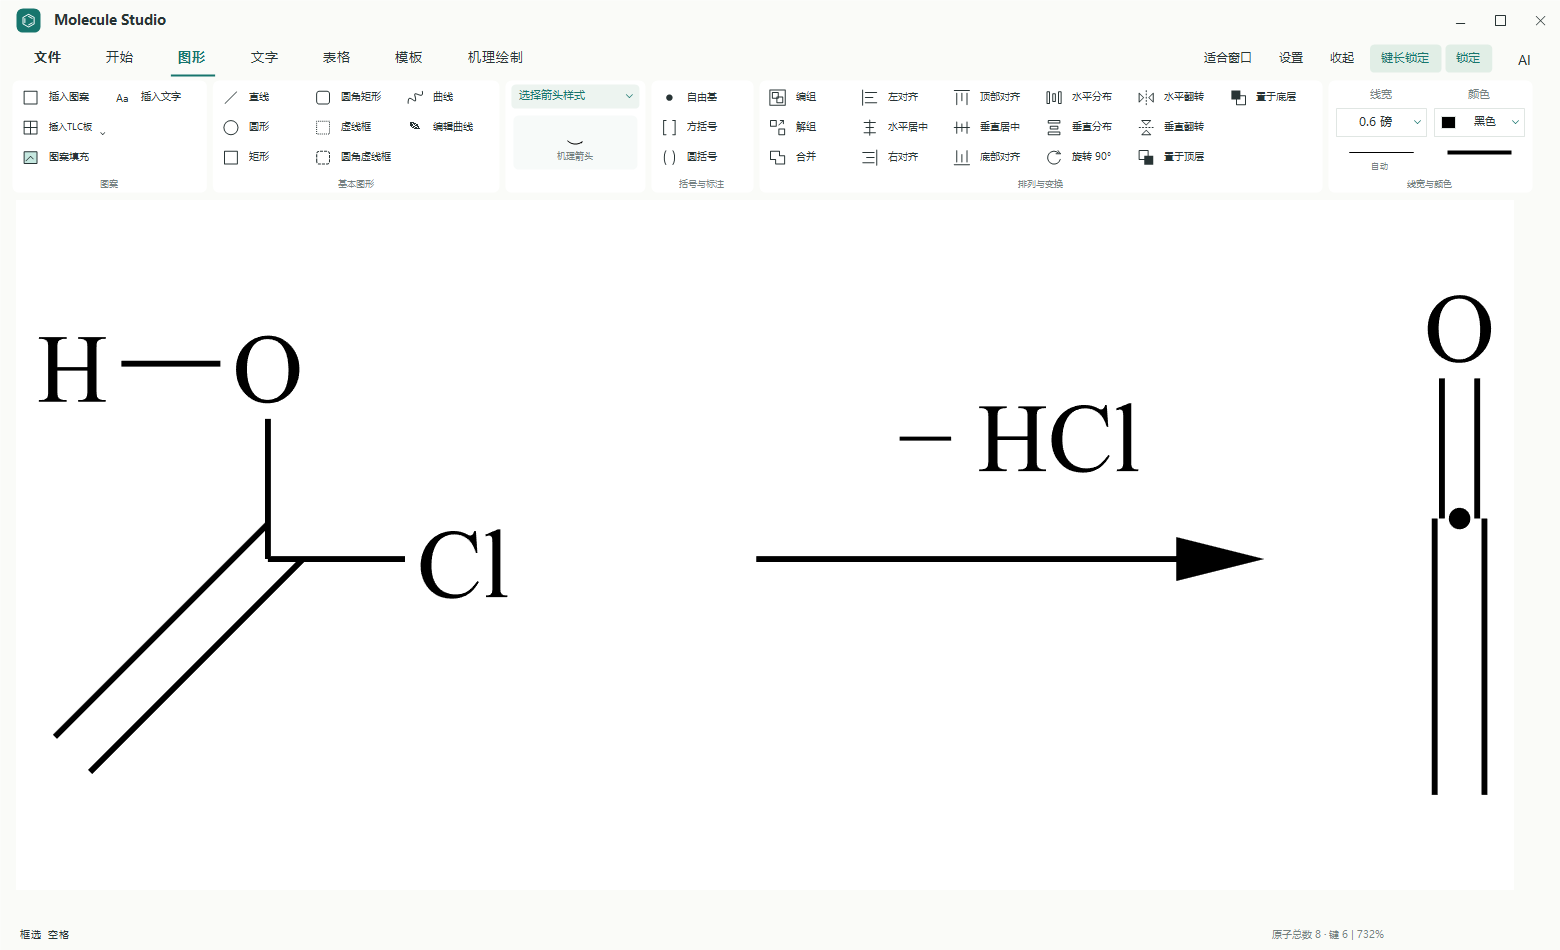 Molecule Studio
文件 开始 图形 文字 表格 模板 机理绘制 适合窗口 设置 收起 键长锁定 锁定 AI
插入图案 Aa 插入文字
插入TLC板
图案填充
图案
直线 圆角矩形 曲线
圆形 虚线框 编辑曲线
矩形 圆角虚线框
基本图形
选择箭头样式
机理箭头
自由基
方括号
圆括号
括号与标注
编组 左对齐 顶部对齐 水平分布 水平翻转 置于底层
解组 水平居中 垂直居中 垂直分布 垂直翻转
合并 右对齐 底部对齐 旋转 90° 置于顶层
排列与变换
线宽 颜色
0.6 磅 黑色
自动
线宽与颜色
H O
Cl
− HCl
O
框选 空格
原子总数 8 · 键 6 | 732%